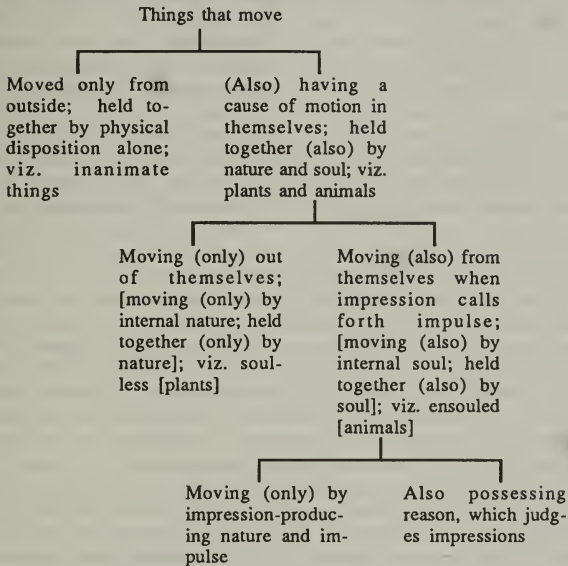 Things that move
Moved only from
outside; held to-
gether by physical
disposition alone;
viz. inanimate
things
(Also) having a
cause of motion in
themselves; held
together (also) by
nature and soul; viz.
plants and animals
Moving (only) out
of themselves;
[moving (only) by
internal nature; held
together (only) by
nature]; viz. soul-
less [plants]
Moving (also) from
themselves when
impression calls
forth impulse;
[moving (also) by
internal soul; held
together (also) by
soul]; viz. ensouled
[animals]
Moving (only) by
impression-produc-
ing nature and im-
pulse
Also possessing
reason, which judg-
es impressions